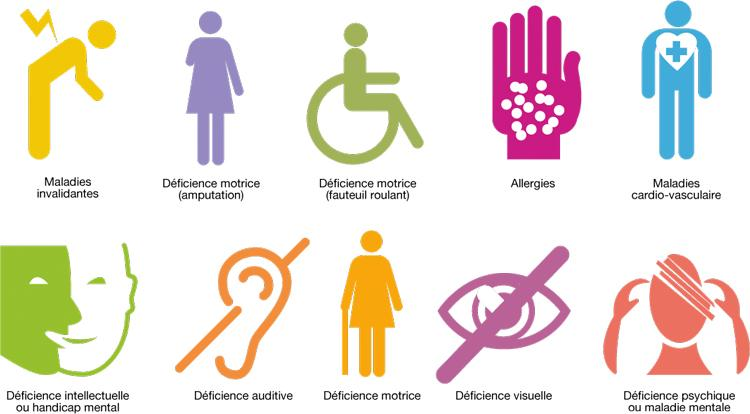 Maladies
invalidantes
Déficience motrice
(amputation)
Déficience motrice
(fauteuil roulant)
Allergies
Maladies
cardio-vasculaire
Déficience intellectuelle
ou handicap mental
Déficience auditive
Déficience motrice
Déficience visuelle
Déficience psychique
ou maladie mentale